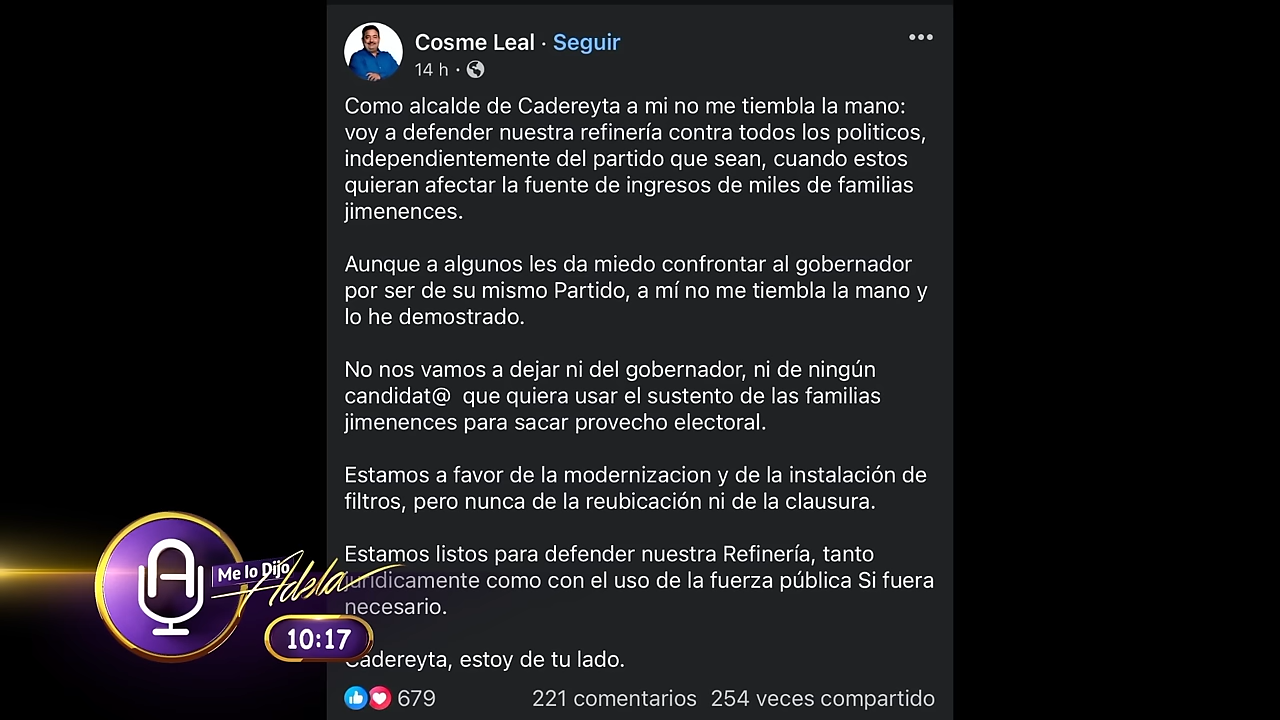 Cosme Leal · Seguir
14 h ·
Como alcalde de Cadereyta a mi no me tiembla la mano:
voy a defender nuestra refinería contra todos los politicos,
independientemente del partido que sean, cuando estos
quieran afectar la fuente de ingresos de miles de familias
jimenences.
Aunque a algunos les da miedo confrontar al gobernador
por ser de su mismo Partido, a mí no me tiembla la mano y
lo he demostrado.
No nos vamos a dejar ni del gobernador, ni de ningún
candidat@ que quiera usar el sustento de las familias
jimenences para sacar provecho electoral.
Estamos a favor de la modernizacion y de la instalación de
filtros, pero nunca de la reubicación ni de la clausura.
Estamos listos para defender nuestra Refinería, tanto
jurídicamente como con el uso de la fuerza pública Si fuera
necesario.
Cadereyta, estoy de tu lado.
679 221 comentarios 254 veces compartido
Me lo Dijo
Adela
10:17